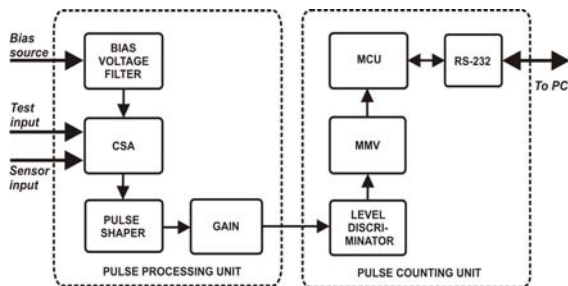 Bias
source
BIAS
VOLTAGE
FILTER
Test
input
CSA
Sensor
input
PULSE
SHAPER
GAIN
PULSE PROCESSING UNIT
MCU
RS-232
To PC
MMV
LEVEL
DISCRI-
MINATOR
PULSE COUNTING UNIT